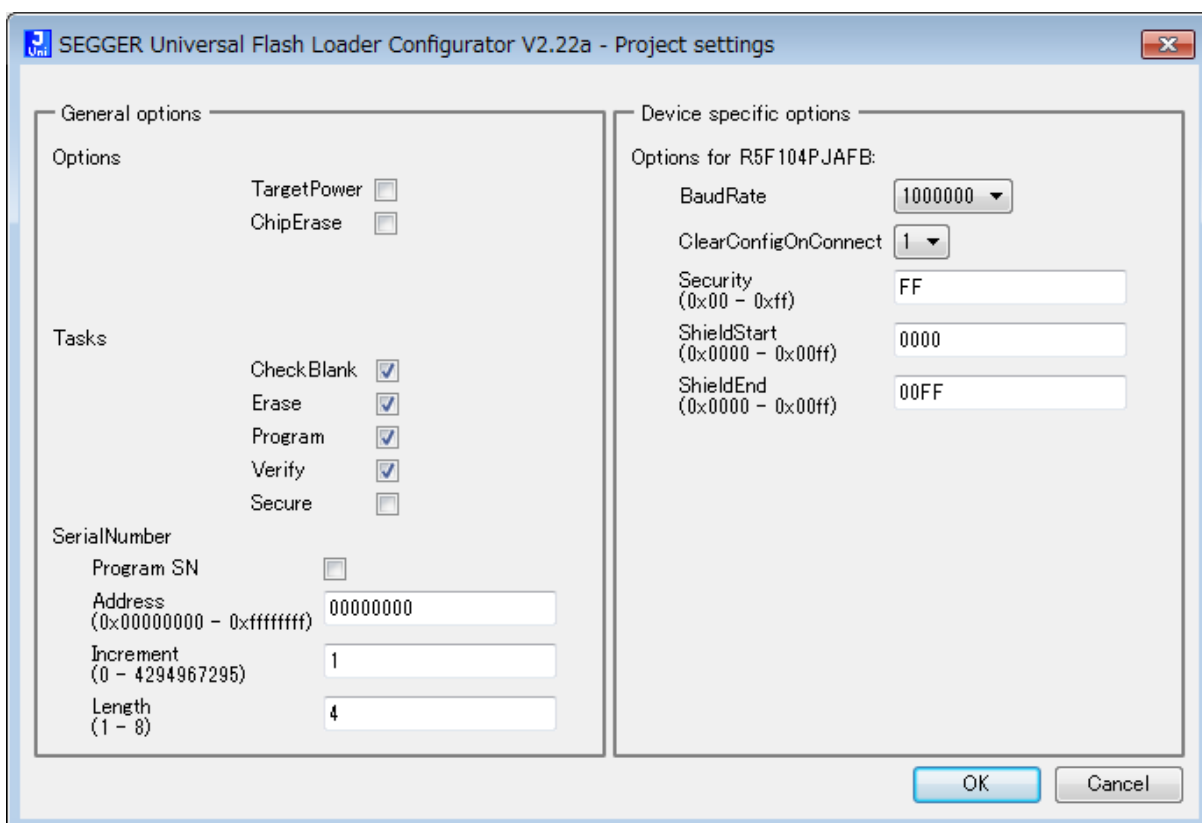 J
Uni
SEGGER Universal Flash Loader Configurator V2.22a - Project settings
General options
Options
TargetPower
ChipErase
Tasks
CheckBlank
Erase
Program
Verify
Secure
SerialNumber
Program SN
Address
(0x00000000 - 0xffffffff)
00000000
Increment
(0 - 4294967295)
1
Length
(1 - 8)
4
Device specific options
Options for R5F104PJAFB:
BaudRate
1000000
ClearConfigOnConnect
1
Security
(0x00 - 0xff)
FF
ShieldStart
(0x0000 - 0x00ff)
0000
ShieldEnd
(0x0000 - 0x00ff)
00FF
OK
Cancel